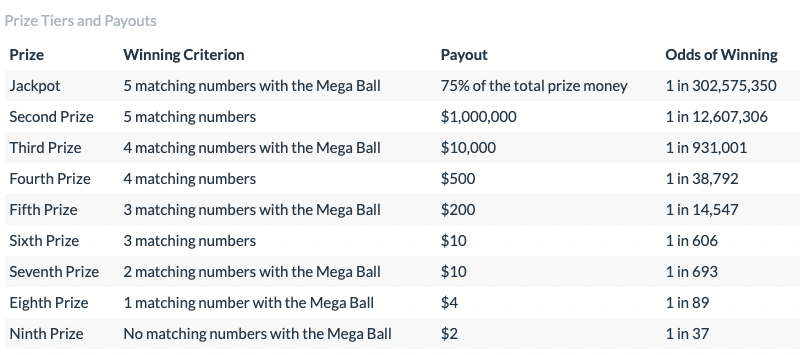 Prize Tiers and Payouts
Prize Winning Criterion Payout Odds of Winning
Jackpot 5 matching numbers with the Mega Ball 75% of the total prize money 1 in 302,575,350
Second Prize 5 matching numbers $1,000,000 1 in 12,607,306
Third Prize 4 matching numbers with the Mega Ball $10,000 1 in 931,001
Fourth Prize 4 matching numbers $500 1 in 38,792
Fifth Prize 3 matching numbers with the Mega Ball $200 1 in 14,547
Sixth Prize 3 matching numbers $10 1 in 606
Seventh Prize 2 matching numbers with the Mega Ball $10 1 in 693
Eighth Prize 1 matching number with the Mega Ball $4 1 in 89
Ninth Prize No matching numbers with the Mega Ball $2 1 in 37